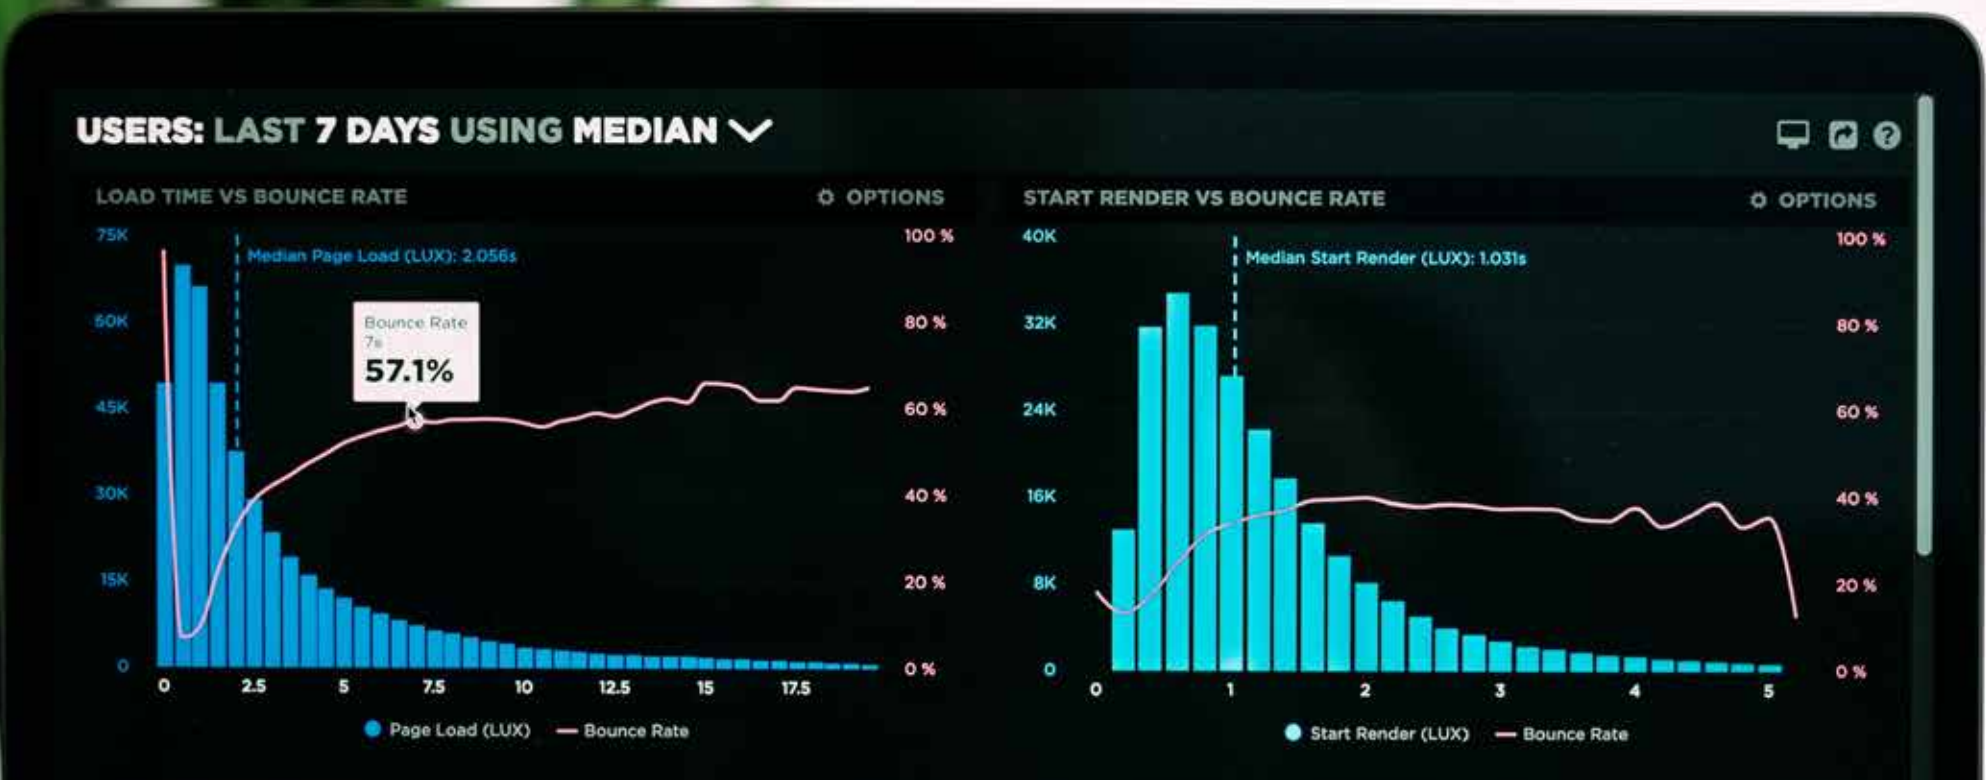 USERS: LAST 7 DAYS USING MEDIAN
LOAD TIME VS BOUNCE RATE
OPTIONS
75K
60K
45K
30K
15K
0
Median Page Load (LUX): 2.056s
Bounce Rate
7s
57.1%
100 %
80 %
60 %
40 %
20 %
0 %
0 2.5 5 7.5 10 12.5 15 17.5
Page Load (LUX) Bounce Rate
START RENDER VS BOUNCE RATE
OPTIONS
40K
32K
24K
16K
8K
0
Median Start Render (LUX): 1.031s
100 %
80 %
60 %
40 %
20 %
0 %
0 1 2 3 4 5
Start Render (LUX) Bounce Rate